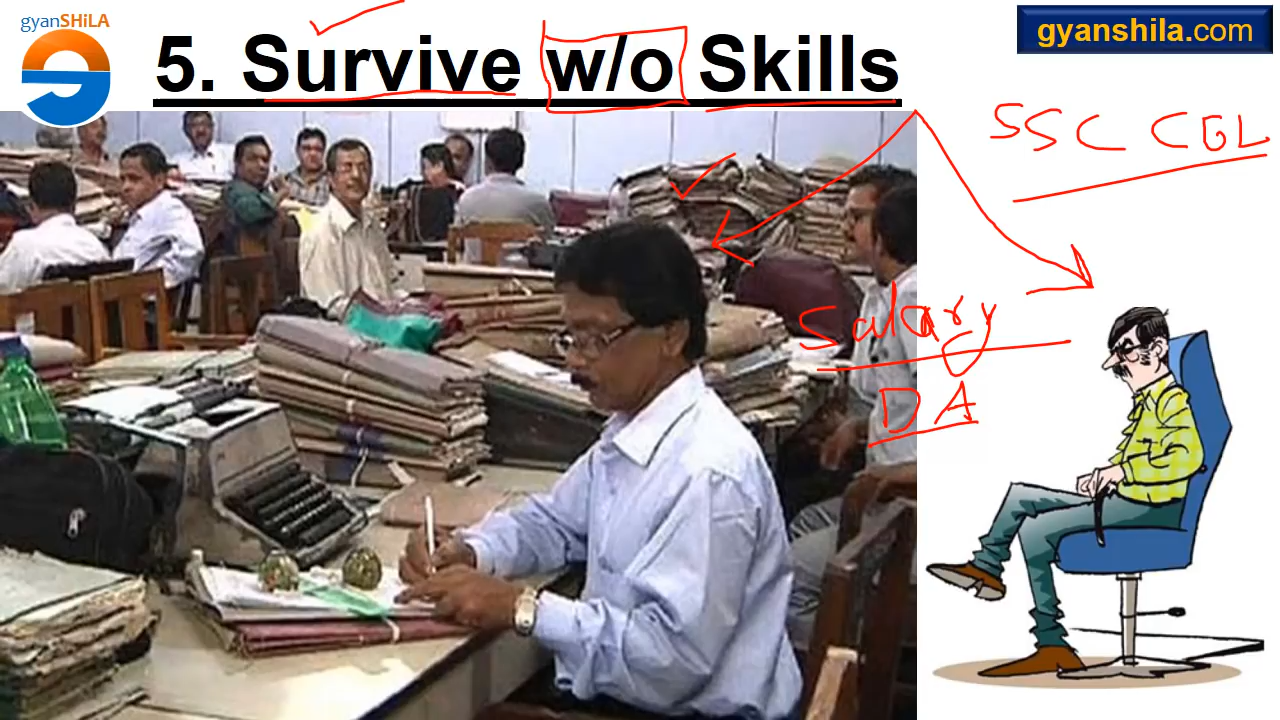 gyanSHiLA
5. Survive w/o Skills
gyanshila.com
SSC CGL
Salary
DA